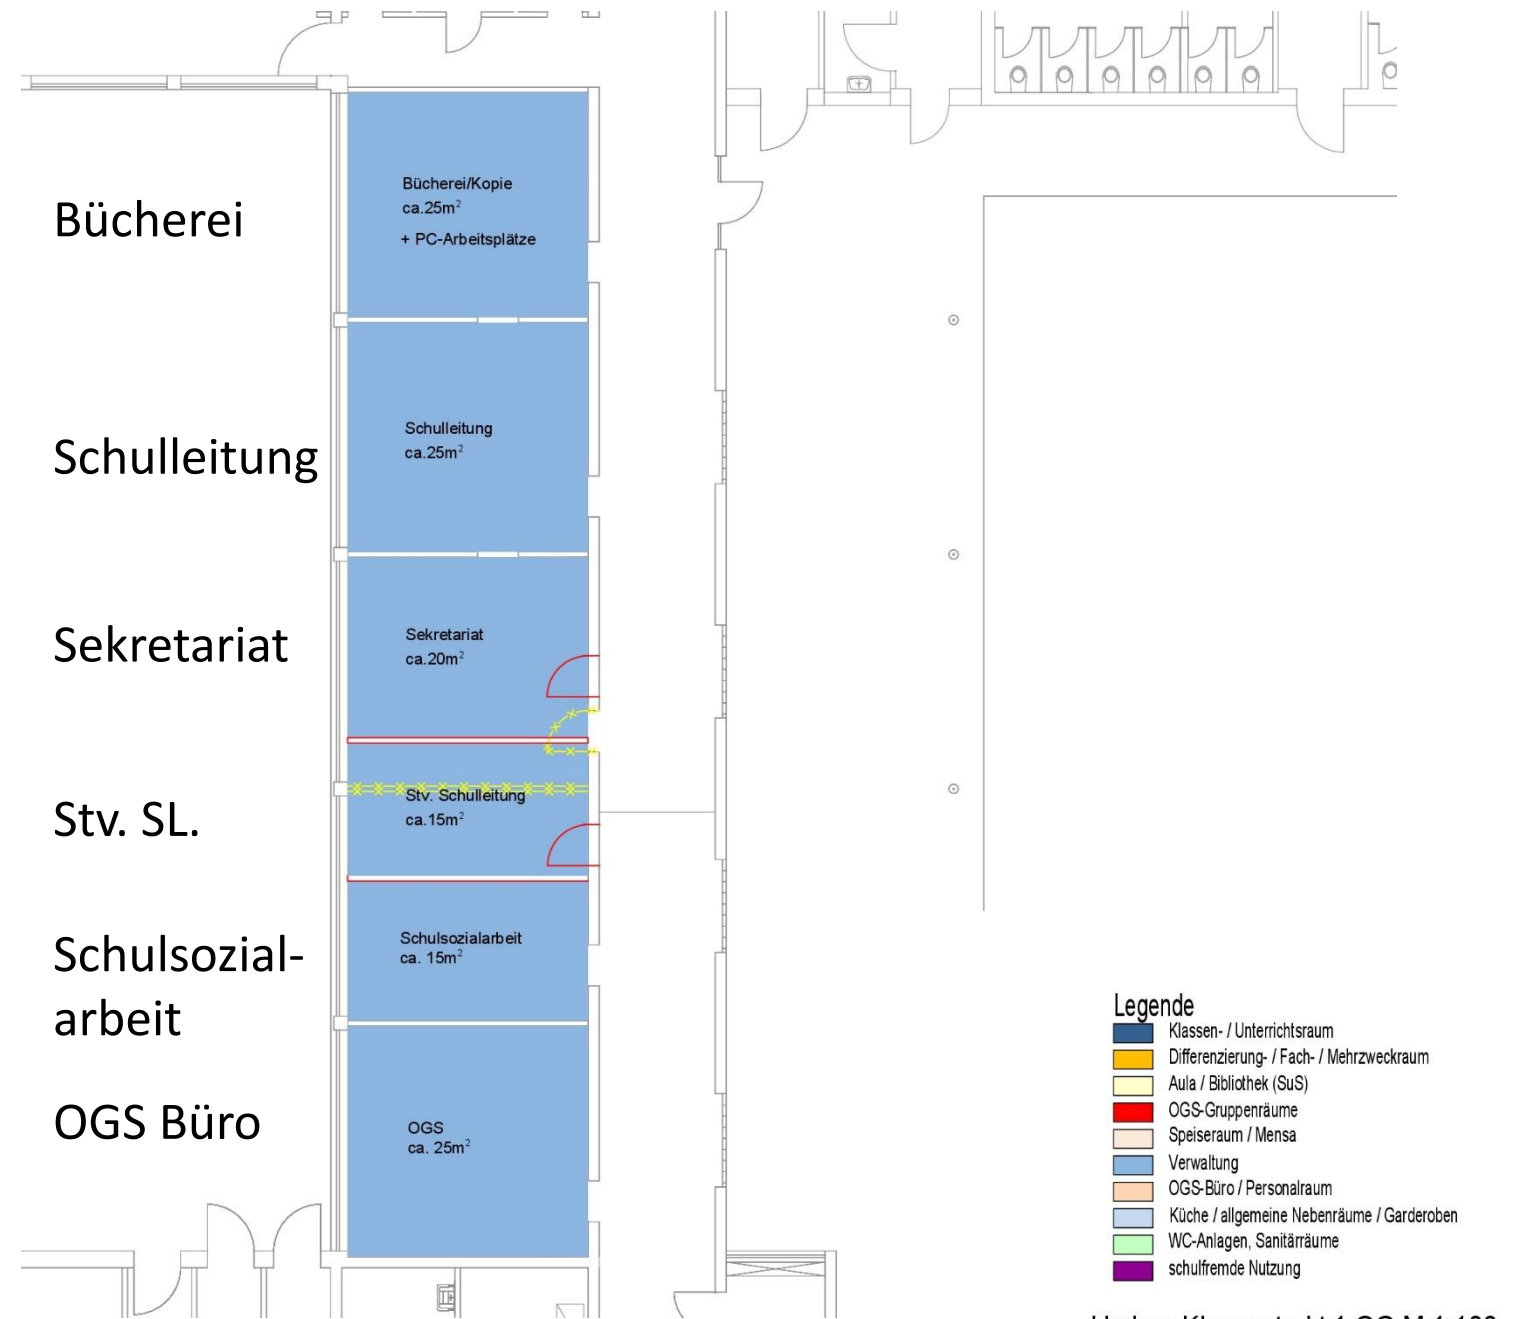 Bücherei
Bücherei/Kopie
ca.25m²
+ PC-Arbeitsplätze
Schulleitung
Schulleitung
ca.25m²
Sekretariat
Sekretariat
ca.20m²
Stv. SL.
Stv. Schulleitung
ca.15m²
Schulsozial-
arbeit
Schulsozialarbeit
ca. 15m²
OGS Büro
OGS
ca. 25m²
Legende
Klassen- / Unterrichtsraum
Differenzierung- / Fach- / Mehrzweckraum
Aula / Bibliothek (SuS)
OGS-Gruppenräume
Speiseraum / Mensa
Verwaltung
OGS-Büro / Personalraum
Küche / allgemeine Nebenräume / Garderoben
WC-Anlagen, Sanitärräume
schulfremde Nutzung